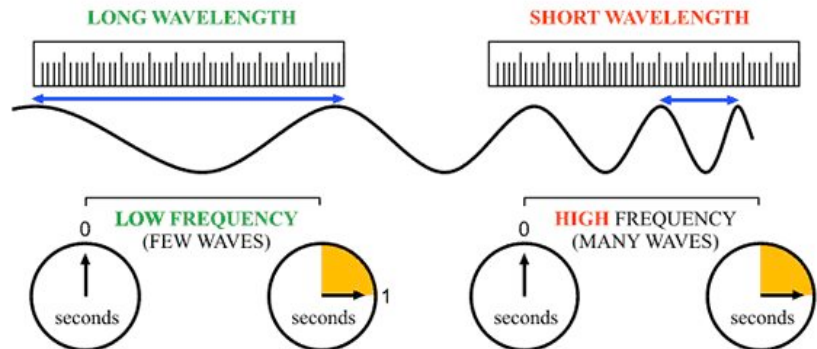 LONG WAVELENGTH
SHORT WAVELENGTH
LOW FREQUENCY
(FEW WAVES)
HIGH FREQUENCY
(MANY WAVES)
0
0
1
seconds
seconds
seconds
seconds